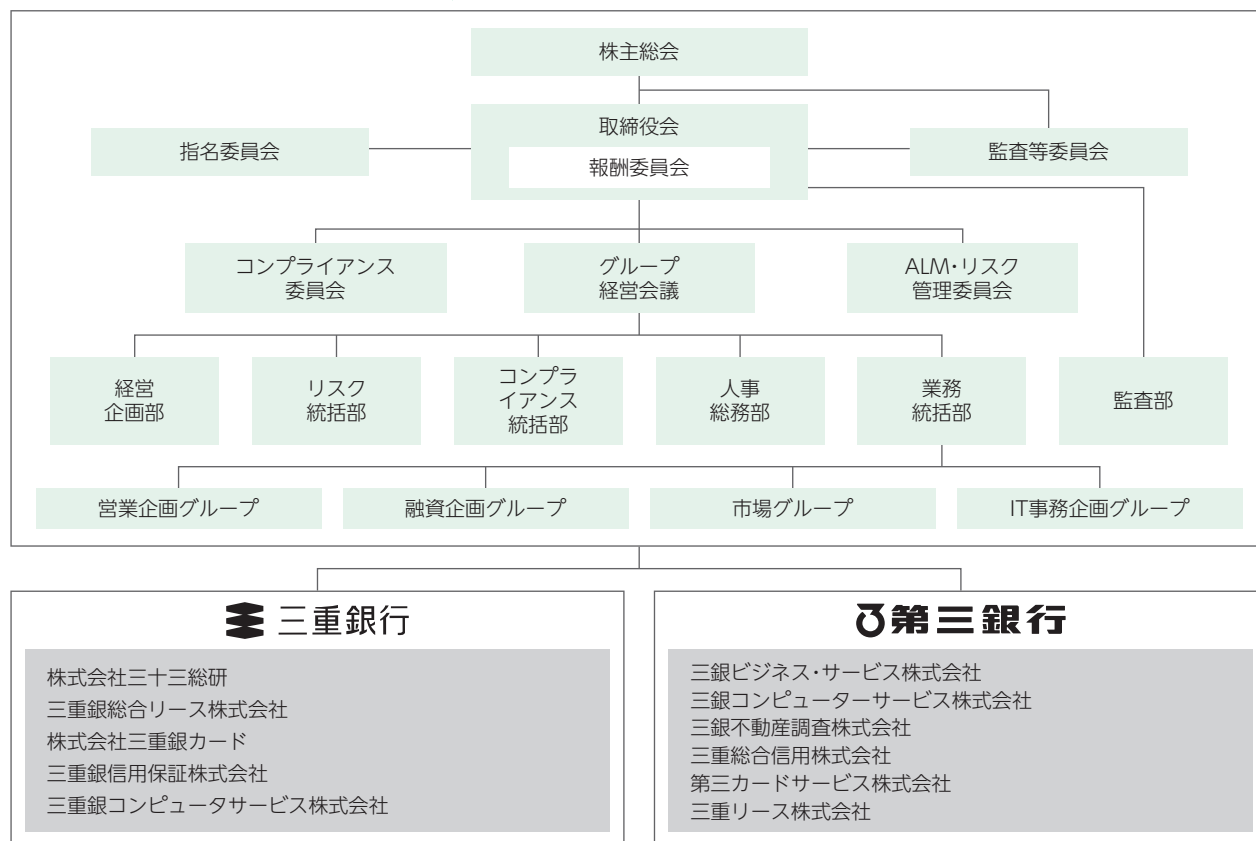 株主総会
取締役会
指名委員会
報酬委員会
監査等委員会
コンプライアンス
委員会
グループ
経営会議
ALM・リスク
管理委員会
経営
企画部
リスク
統括部
コンプラ
イアンス
統括部
人事
総務部
業務
統括部
監査部
営業企画グループ
融資企画グループ
市場グループ
IT事務企画グループ
三重銀行
株式会社三十三総研
三重銀総合リース株式会社
株式会社三重銀カード
三重銀信用保証株式会社
三重銀コンピュータサービス株式会社
第三銀行
三銀ビジネス・サービス株式会社
三銀コンピューターサービス株式会社
三銀不動産調査株式会社
三重総合信用株式会社
第三カードサービス株式会社
三重リース株式会社